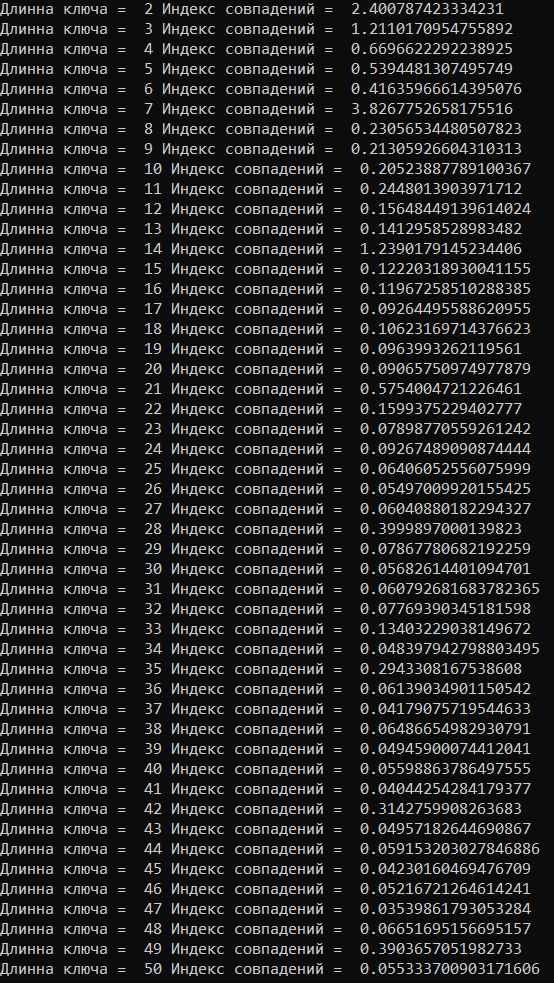 Длинна ключа =  2 Индекс совпадений =  2.400787423334231
Длинна ключа =  3 Индекс совпадений =  1.2110170954755892
Длинна ключа =  4 Индекс совпадений =  0.6696622292238925
Длинна ключа =  5 Индекс совпадений =  0.5394481307495749
Длинна ключа =  6 Индекс совпадений =  0.41635966614395076
Длинна ключа =  7 Индекс совпадений =  3.8267752658175516
Длинна ключа =  8 Индекс совпадений =  0.23056534480507823
Длинна ключа =  9 Индекс совпадений =  0.21305926604310313
Длинна ключа =  10 Индекс совпадений =  0.20523887789100367
Длинна ключа =  11 Индекс совпадений =  0.2448013903971712
Длинна ключа =  12 Индекс совпадений =  0.15648449139614024
Длинна ключа =  13 Индекс совпадений =  0.1412958528983482
Длинна ключа =  14 Индекс совпадений =  1.2390179145234406
Длинна ключа =  15 Индекс совпадений =  0.12220318930041155
Длинна ключа =  16 Индекс совпадений =  0.11967258510288385
Длинна ключа =  17 Индекс совпадений =  0.09264495588620955
Длинна ключа =  18 Индекс совпадений =  0.10623169714376623
Длинна ключа =  19 Индекс совпадений =  0.0963993262119561
Длинна ключа =  20 Индекс совпадений =  0.09065750974977879
Длинна ключа =  21 Индекс совпадений =  0.5754004721226461
Длинна ключа =  22 Индекс совпадений =  0.1599375229402777
Длинна ключа =  23 Индекс совпадений =  0.07898770559261242
Длинна ключа =  24 Индекс совпадений =  0.09267489090874444
Длинна ключа =  25 Индекс совпадений =  0.06406052556075999
Длинна ключа =  26 Индекс совпадений =  0.05497009920155425
Длинна ключа =  27 Индекс совпадений =  0.06040880182294327
Длинна ключа =  28 Индекс совпадений =  0.3999897000139823
Длинна ключа =  29 Индекс совпадений =  0.07867780682192259
Длинна ключа =  30 Индекс совпадений =  0.05682614401094701
Длинна ключа =  31 Индекс совпадений =  0.060792681683782365
Длинна ключа =  32 Индекс совпадений =  0.07769390345181598
Длинна ключа =  33 Индекс совпадений =  0.13403229038149672
Длинна ключа =  34 Индекс совпадений =  0.048397942798803495
Длинна ключа =  35 Индекс совпадений =  0.2943308167538608
Длинна ключа =  36 Индекс совпадений =  0.06139034901150542
Длинна ключа =  37 Индекс совпадений =  0.04179075719544633
Длинна ключа =  38 Индекс совпадений =  0.06486654982930791
Длинна ключа =  39 Индекс совпадений =  0.04945900074412041
Длинна ключа =  40 Индекс совпадений =  0.05598863786497555
Длинна ключа =  41 Индекс совпадений =  0.04044254284179377
Длинна ключа =  42 Индекс совпадений =  0.3142759908263683
Длинна ключа =  43 Индекс совпадений =  0.04957182644690867
Длинна ключа =  44 Индекс совпадений =  0.059153203027846886
Длинна ключа =  45 Индекс совпадений =  0.04230160469476709
Длинна ключа =  46 Индекс совпадений =  0.05216721264614241
Длинна ключа =  47 Индекс совпадений =  0.03539861793053284
Длинна ключа =  48 Индекс совпадений =  0.06651695156695157
Длинна ключа =  49 Индекс совпадений =  0.3903657051982733
Длинна ключа =  50 Индекс совпадений =  0.055333700903171606